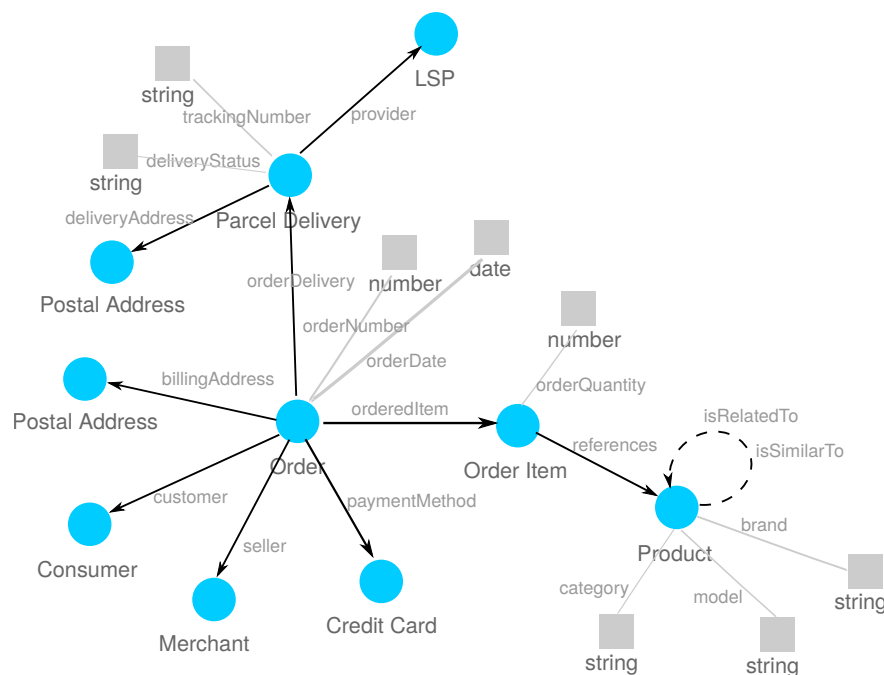 LSP
string
trackingNumber
provider
deliveryStatus
string
deliveryAddress
Parcel Delivery
Postal Address
orderDelivery
number
date
orderNumber
orderDate
number
billingAddress
orderQuantity
Postal Address
orderedItem
isRelatedTo
isSimilarTo
references
Order
Order Item
customer
paymentMethod
seller
brand
Product
Consumer
category
model
string
Credit Card
Merchant
string
string